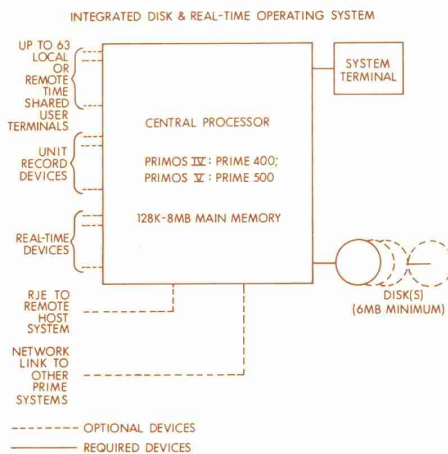 INTEGRATED DISK & REAL-TIME OPERATING SYSTEM
UP TO 63
LOCAL
OR
REMOTE
TIME
SHARED
USER
TERMINALS
UNIT
RECORD
DEVICES
REAL-TIME
DEVICES
CENTRAL PROCESSOR
PRIMOS IV: PRIME 400;
PRIMOS V: PRIME 500
128K-8MB MAIN MEMORY
SYSTEM
TERMINAL
DISK(S)
(6MB MINIMUM)
RJE TO
REMOTE
HOST
SYSTEM
NETWORK
LINK TO
OTHER
PRIME
SYSTEMS
OPTIONAL DEVICES
REQUIRED DEVICES